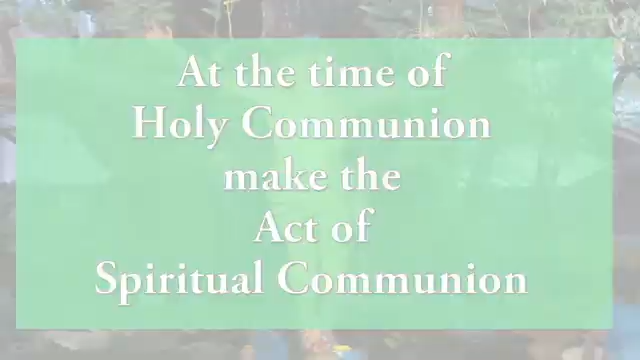 At the time of
Holy Communion
make the
Act of
Spiritual Communion